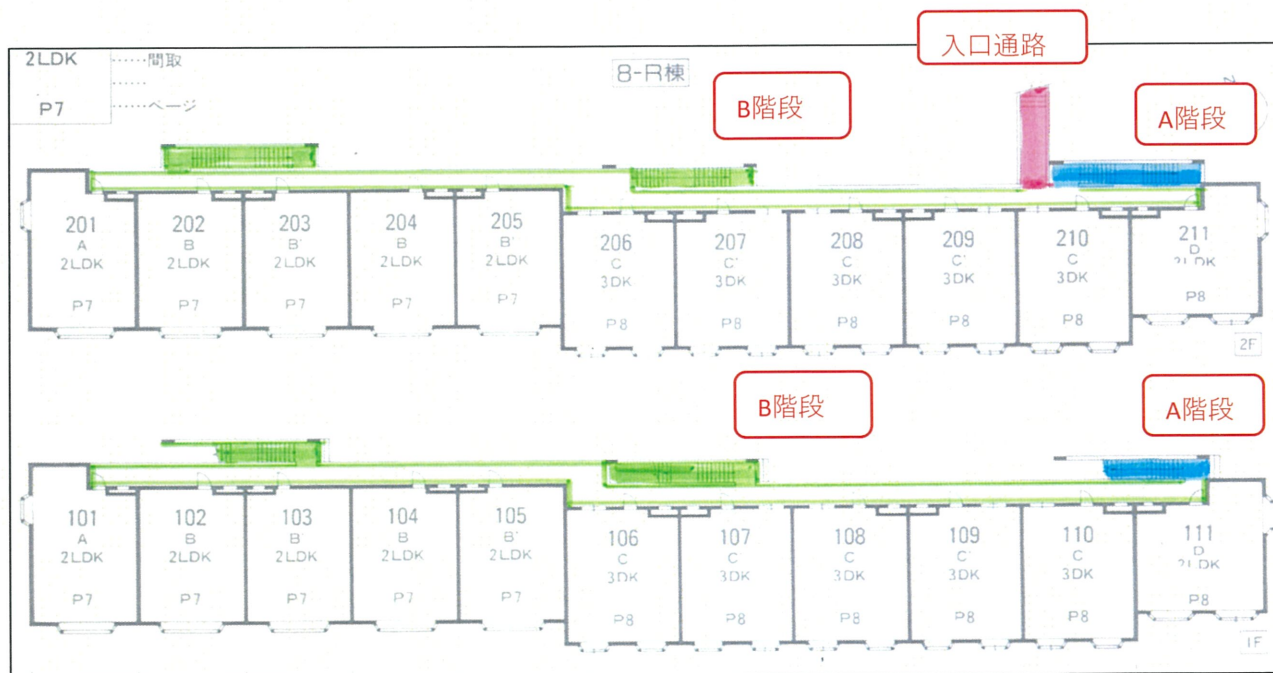 入口通路
2LDK ……間取
……
P7 ……ページ
8-R棟
B階段
A階段
201
A
2LDK
P7
202
B
2LDK
P7
203
B'
2LDK
P7
204
B
2LDK
P7
205
B'
2LDK
P7
206
C
3DK
P8
207
C'
3DK
P8
208
C
3DK
P8
209
C'
3DK
P8
210
C
3DK
P8
211
D
2LDK
P8
2F
B階段
A階段
101
A
2LDK
P7
102
B
2LDK
P7
103
B'
2LDK
P7
104
B
2LDK
P7
105
B'
2LDK
P7
106
C
3DK
P8
107
C'
3DK
P8
108
C
3DK
P8
109
C'
3DK
P8
110
C
3DK
P8
111
D
2LDK
P8
1F